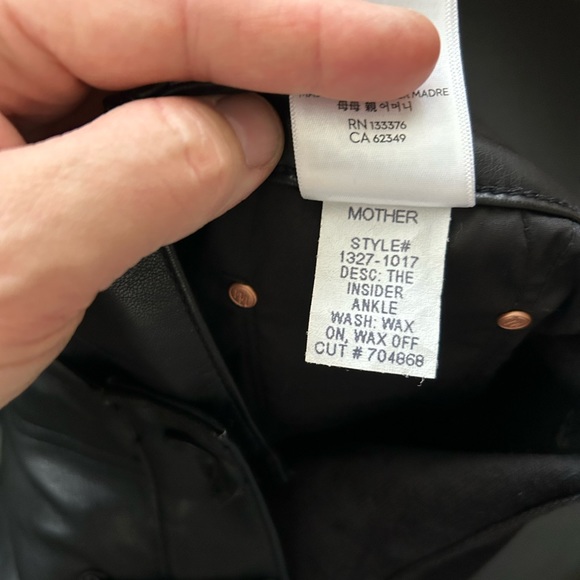 MADRE
母母 親 어머니
RN 133376
CA 62349
MOTHER
STYLE#
1327-1017
DESC: THE
INSIDER
ANKLE
WASH: WAX
ON, WAX OFF
CUT # 704868